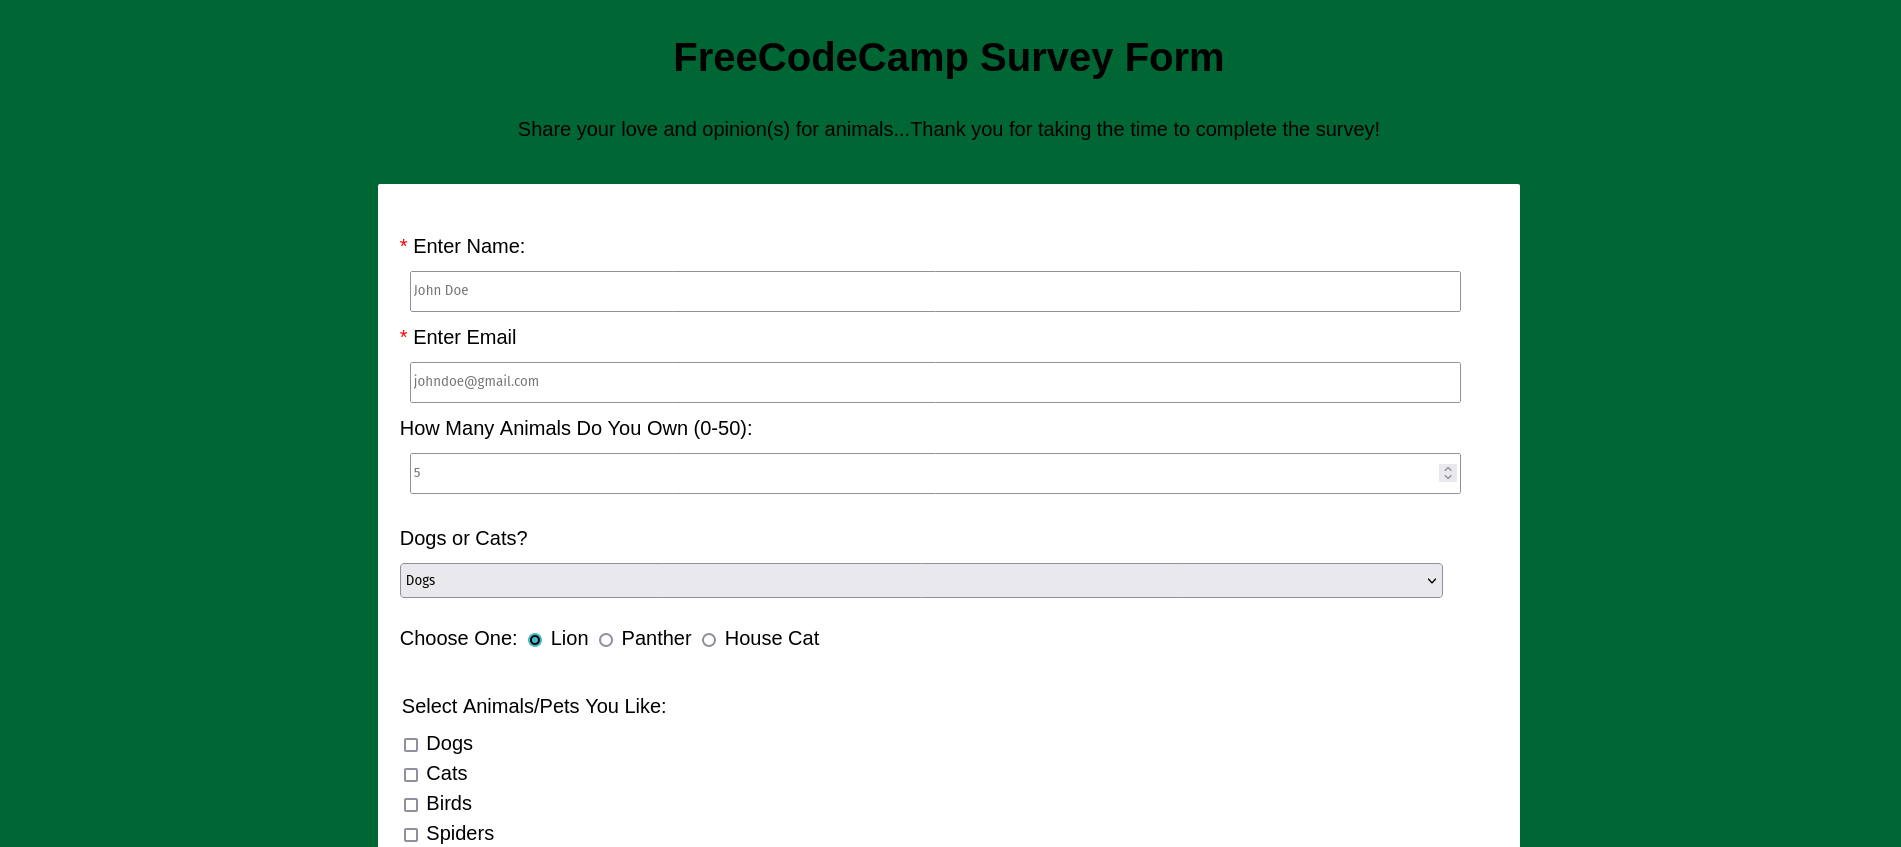 FreeCodeCamp Survey Form
Share your love and opinion(s) for animals...Thank you for taking the time to complete the survey!
* Enter Name:
John Doe
* Enter Email
johndoe@gmail.com
How Many Animals Do You Own (0-50):
5
Dogs or Cats?
Dogs
Choose One: Lion Panther House Cat
Select Animals/Pets You Like:
Dogs
Cats
Birds
Spiders